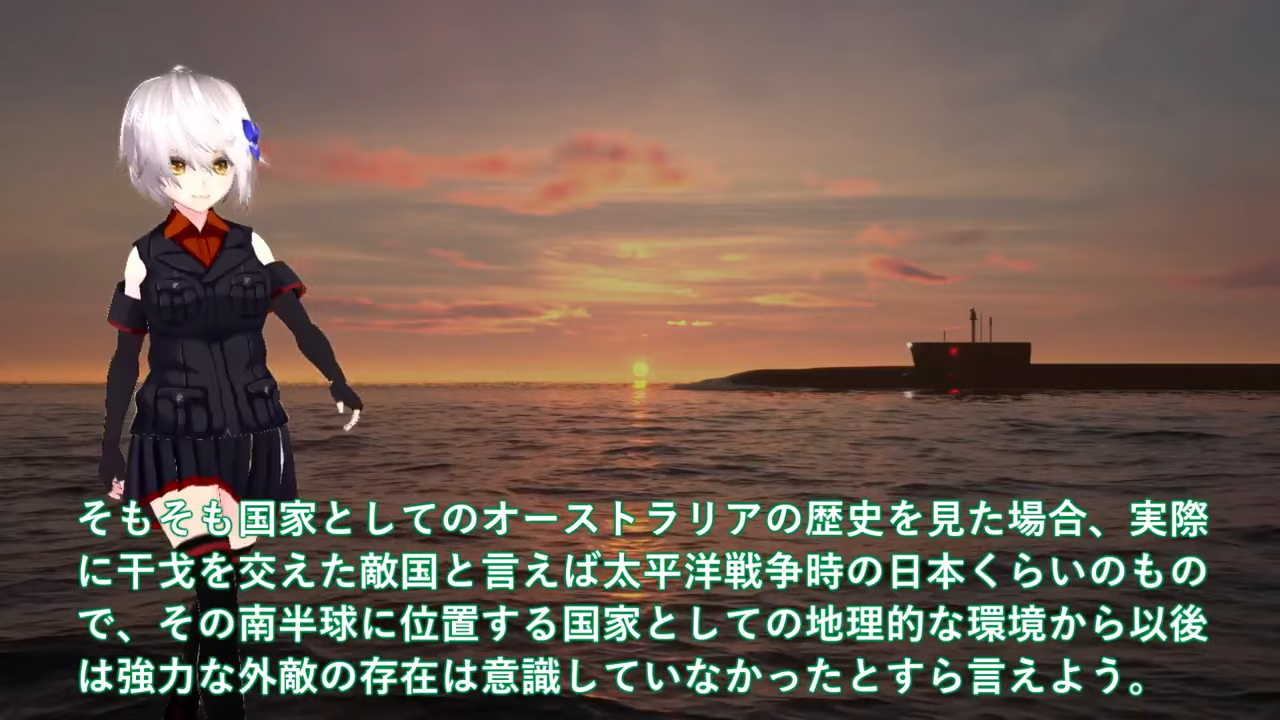 そもそも国家としてのオーストラリアの歴史を見た場合、実際
に干戈を交えた敵国と言えば太平洋戦争時の日本くらいのもの
で、その南半球に位置する国家としての地理的な環境から以後
は強力な外敵の存在は意識していなかったとすら言えよう。